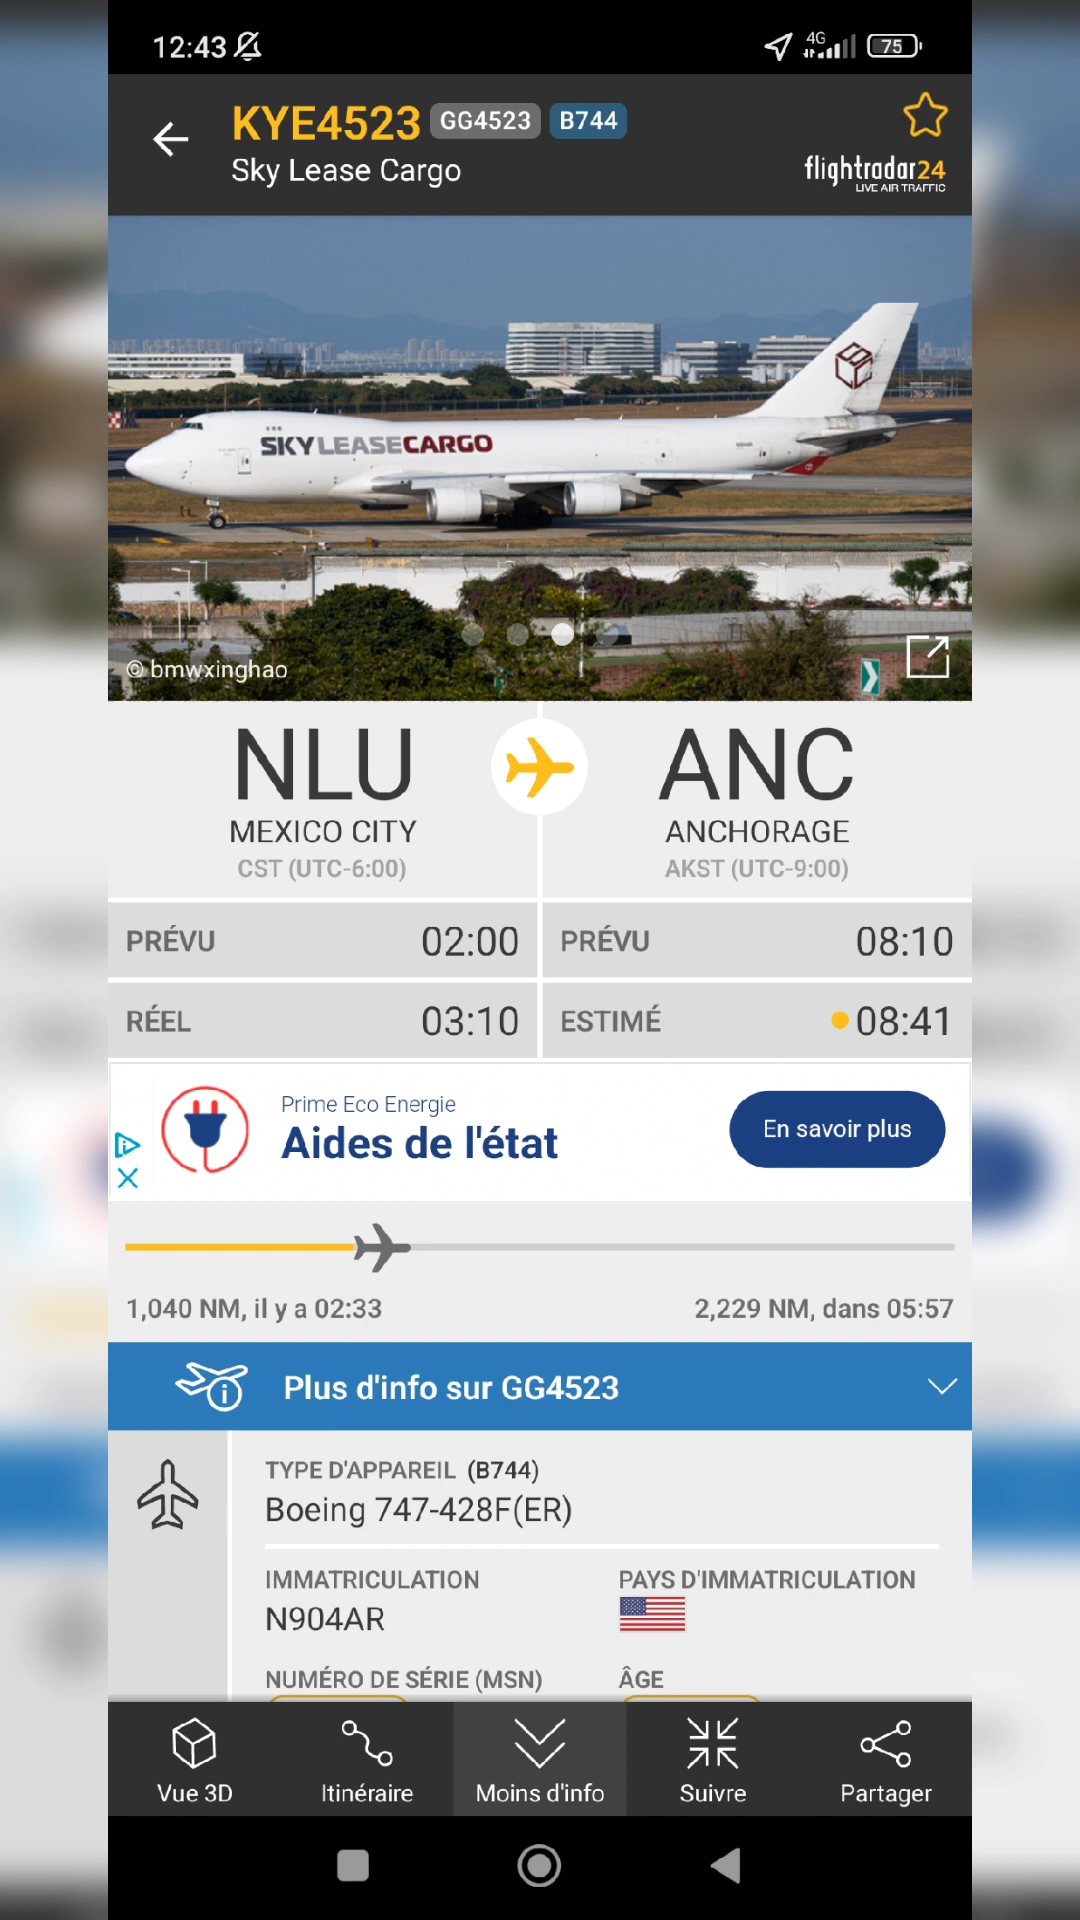 12:43
4G
75
KYE4523 GG4523 B744
Sky Lease Cargo
flightradar24
LIVE AIR TRAFFIC
SKYLEASECARGO
© bmwxinghao
NLU
MEXICO CITY
CST (UTC-6:00)
ANC
ANCHORAGE
AKST (UTC-9:00)
PRÉVU 02:00
PRÉVU 08:10
RÉEL 03:10
ESTIMÉ 08:41
Prime Eco Energie
Aides de l'état
En savoir plus
1,040 NM, il y a 02:33
2,229 NM, dans 05:57
Plus d'info sur GG4523
TYPE D'APPAREIL (B744)
Boeing 747-428F(ER)
IMMATRICULATION
N904AR
PAYS D'IMMATRICULATION
NUMÉRO DE SÉRIE (MSN)
ÂGE
Vue 3D
Itinéraire
Moins d'info
Suivre
Partager